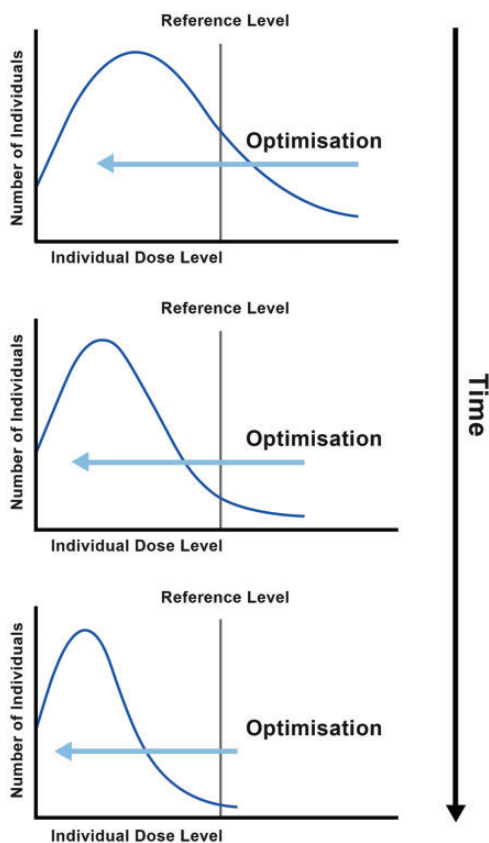 Reference Level
Number of Individuals
Optimisation
Individual Dose Level
Reference Level
Number of Individuals
Optimisation
Individual Dose Level
Reference Level
Number of Individuals
Optimisation
Individual Dose Level
Time